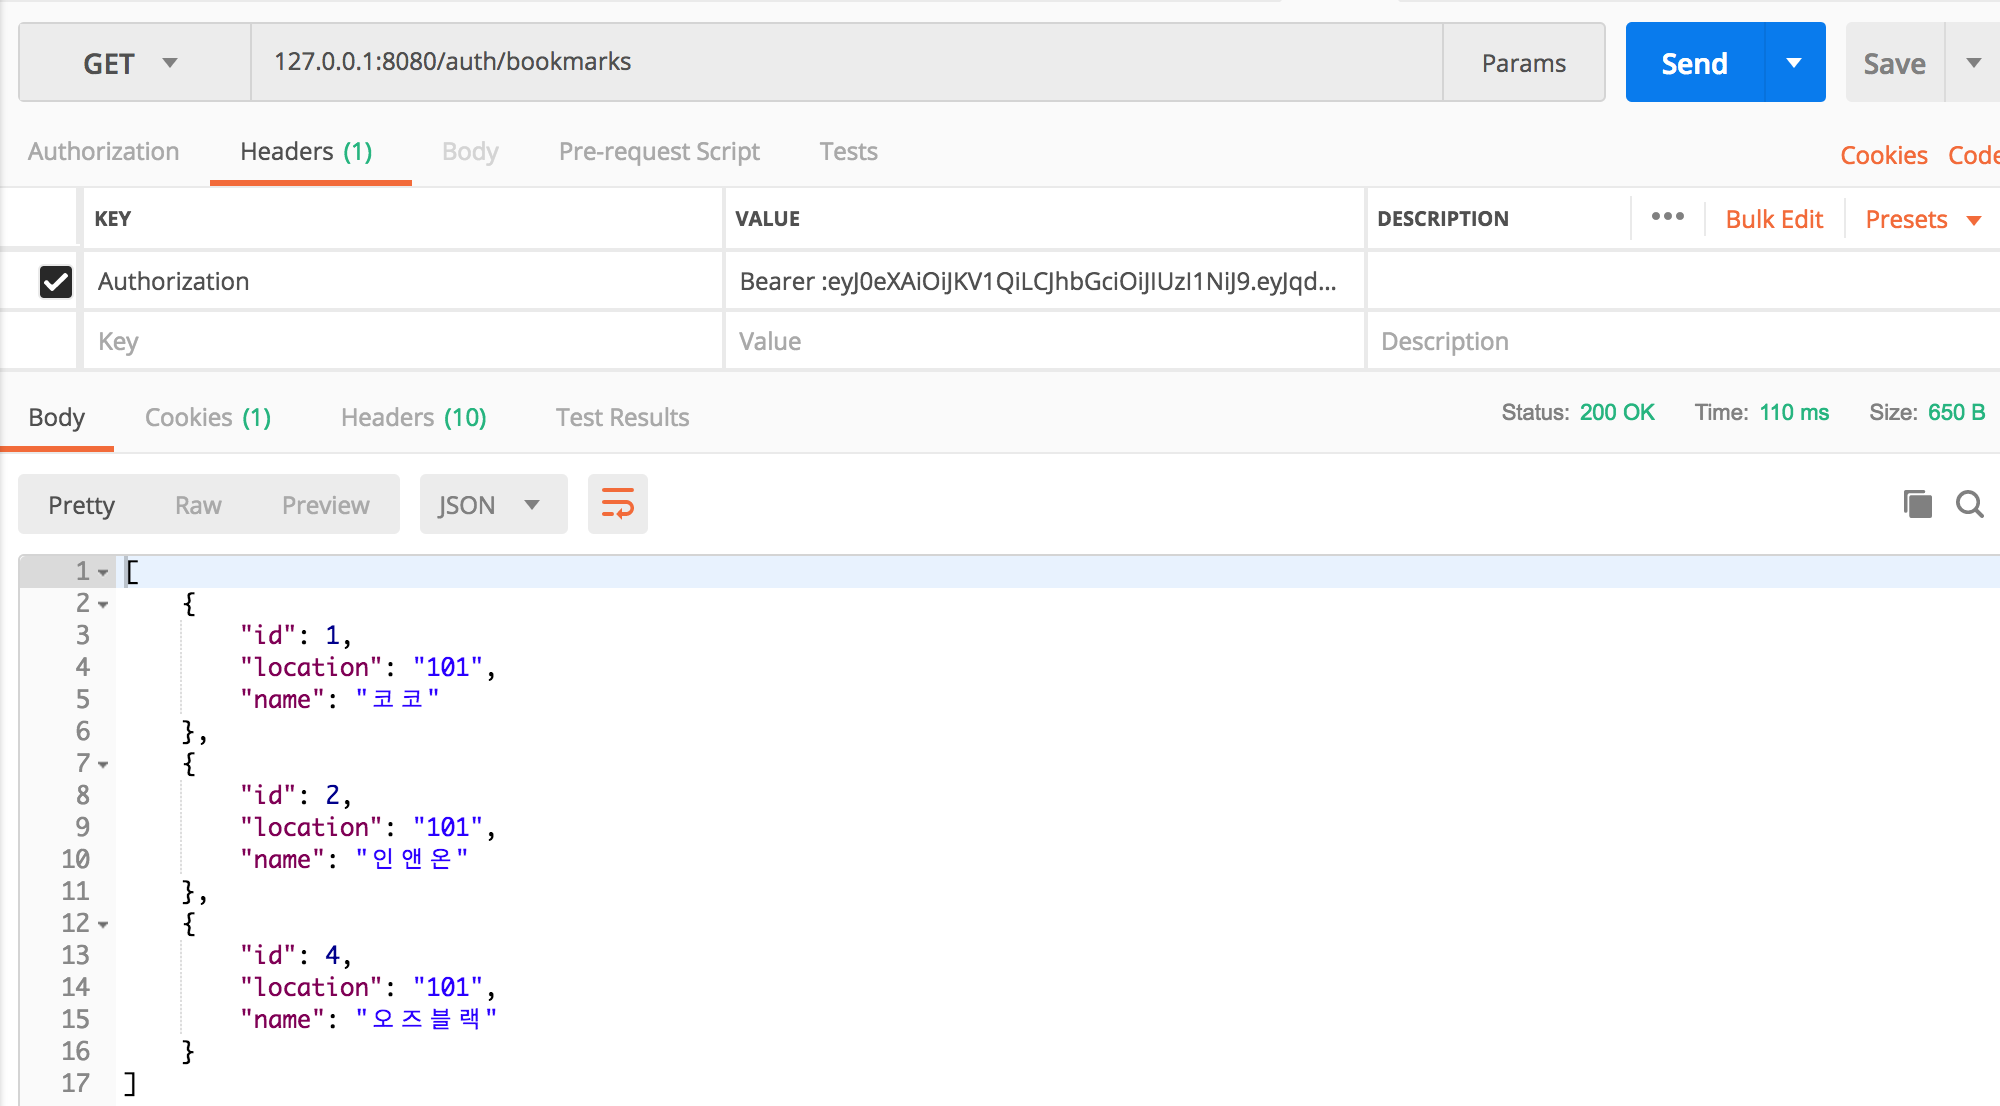 GET 127.0.0.1:8080/auth/bookmarks Params Send Save
Authorization Headers (1) Body Pre-request Script Tests Cookies Code
KEY VALUE DESCRIPTION ••• Bulk Edit Presets
Authorization Bearer :eyJ0eXAiOiJKV1QiLCJhbGciOiJIUzI1NiJ9.eyJqd...
Key Value Description
Body Cookies (1) Headers (10) Test Results Status: 200 OK Time: 110 ms Size: 650 B
Pretty Raw Preview JSON
1 [
2 {
3 "id": 1,
4 "location": "101",
5 "name": "코코"
6 },
7 {
8 "id": 2,
9 "location": "101",
10 "name": "인앤온"
11 },
12 {
13 "id": 4,
14 "location": "101",
15 "name": "오즈블랙"
16 }
17 ]